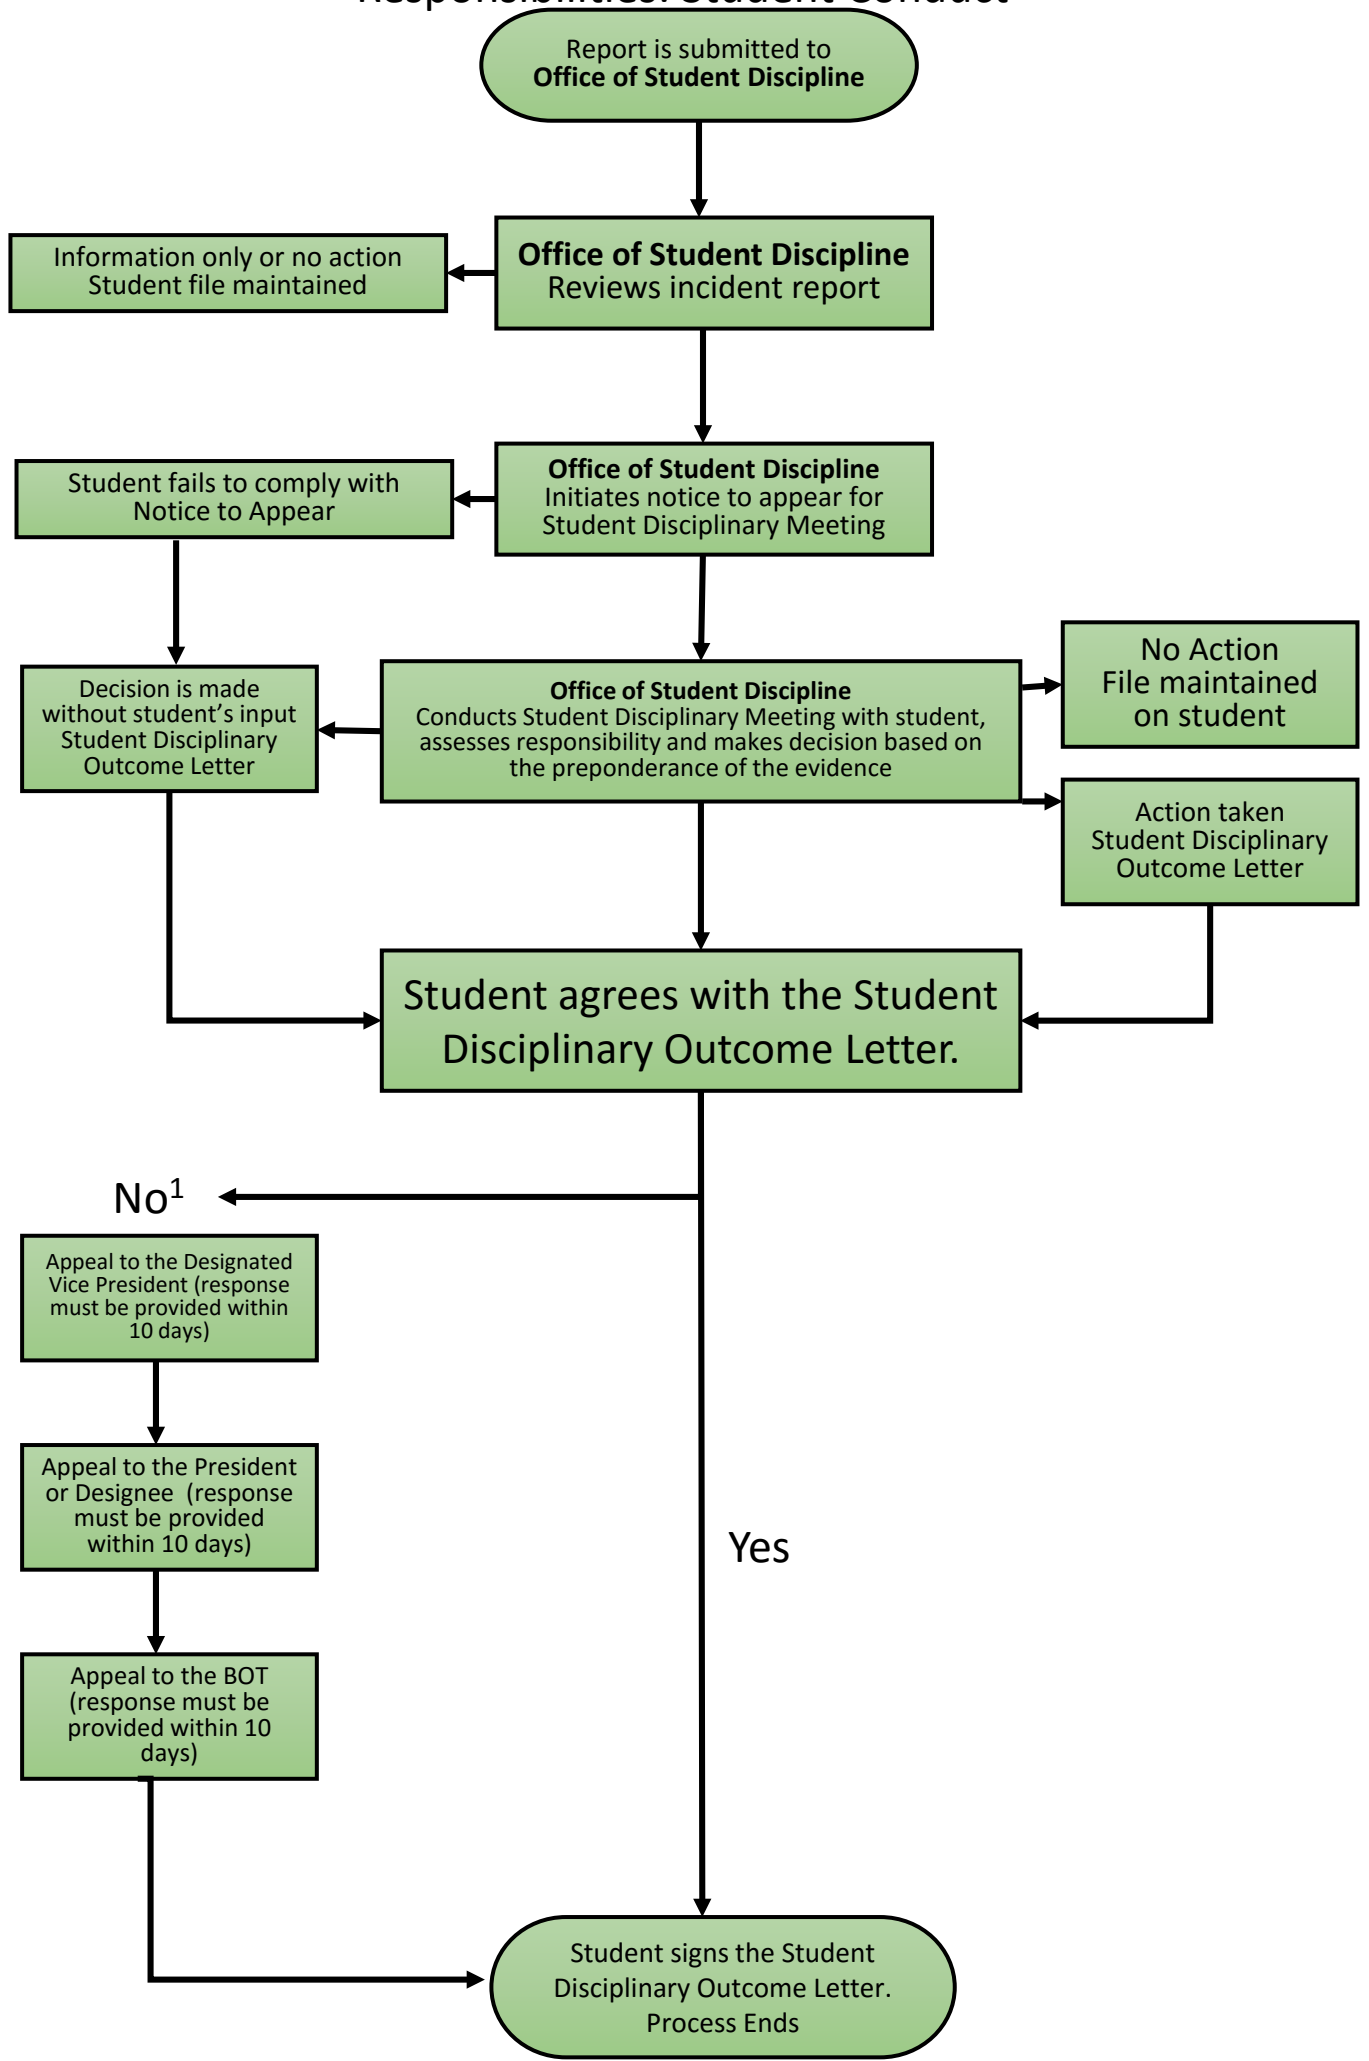 Responsibilities: Student Conduct
Report is submitted to
Office of Student Discipline
Information only or no action
Student file maintained
Office of Student Discipline
Reviews incident report
Student fails to comply with
Notice to Appear
Office of Student Discipline
Initiates notice to appear for
Student Disciplinary Meeting
Decision is made
without student’s input
Student Disciplinary
Outcome Letter
Office of Student Discipline
Conducts Student Disciplinary Meeting with student,
assesses responsibility and makes decision based on
the preponderance of the evidence
No Action
File maintained
on student
Action taken
Student Disciplinary
Outcome Letter
Student agrees with the Student
Disciplinary Outcome Letter.
No¹
Appeal to the Designated
Vice President (response
must be provided within
10 days)
Appeal to the President
or Designee (response
must be provided
within 10 days)
Yes
Appeal to the BOT
(response must be
provided within 10
days)
Student signs the Student
Disciplinary Outcome Letter.
Process Ends